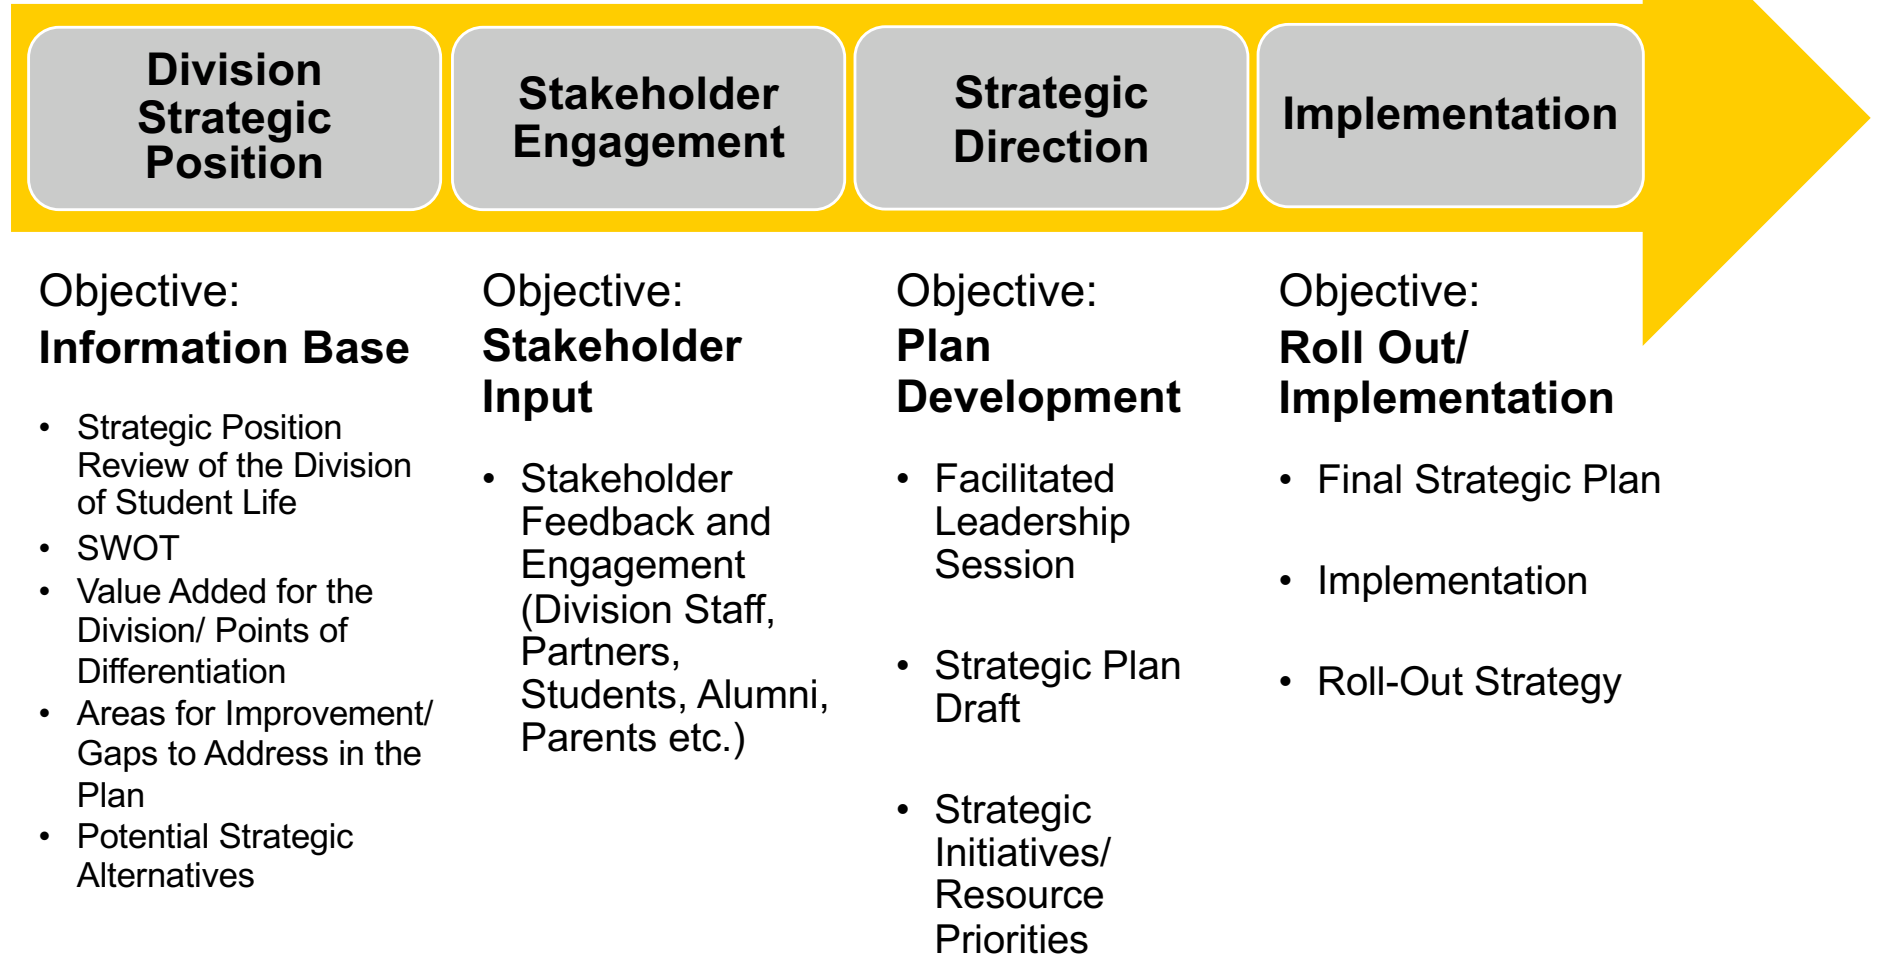 Division
Strategic
Position
Stakeholder
Engagement
Strategic
Direction
Implementation
Objective:
Information Base
• Strategic Position
Review of the Division
of Student Life
• SWOT
• Value Added for the
Division/ Points of
Differentiation
• Areas for Improvement/
Gaps to Address in the
Plan
• Potential Strategic
Alternatives
Objective:
Stakeholder
Input
• Stakeholder
Feedback and
Engagement
(Division Staff,
Partners,
Students, Alumni,
Parents etc.)
Objective:
Plan
Development
• Facilitated
Leadership
Session
• Strategic Plan
Draft
• Strategic
Initiatives/
Resource
Priorities
Objective:
Roll Out/
Implementation
• Final Strategic Plan
• Implementation
• Roll-Out Strategy